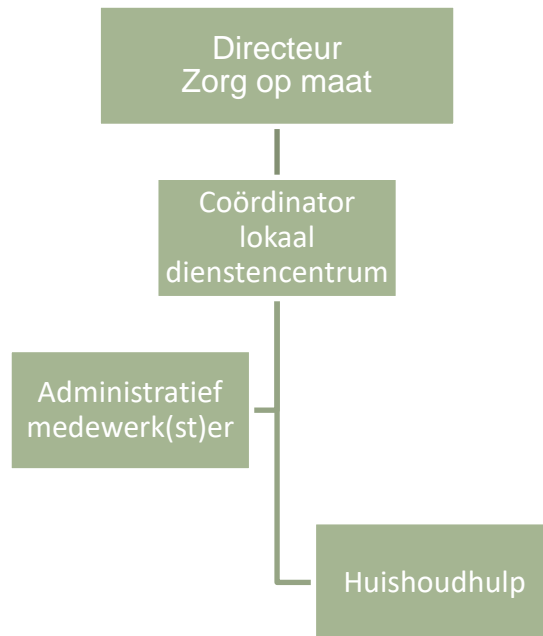 Directeur
Zorg op maat
Coördinator
lokaal
dienstencentrum
Administratief
medewerk(st)er
Huishoudhulp